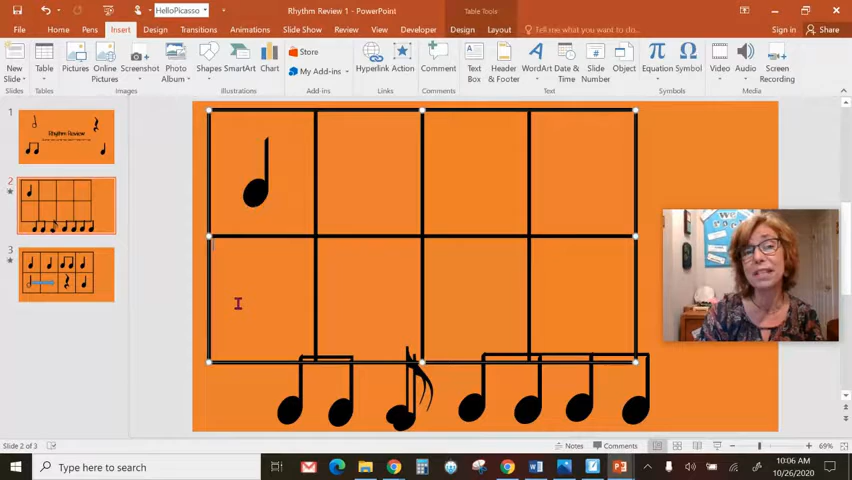 HelloPicasso
Rhythm Review 1 - PowerPoint
Table Tools
File
Home
Pens
Insert
Design
Transitions
Animations
Slide Show
Review
View
Developer
Design
Layout
Tell me what you want to do
Sign in
Share
New
Slide
Table
Pictures
Online
Pictures
Screenshot
Photo
Album
Shapes
SmartArt
Chart
Store
My Add-ins
Hyperlink
Action
Comment
Text
Box
Header
& Footer
WordArt
Date &
Time
Slide
Number
Object
Equation
Symbol
Video
Audio
Screen
Recording
Slides
Tables
Images
Illustrations
Add-ins
Links
Comments
Text
Symbols
Media
1
Rhythm Review
2
3
Slide 2 of 3
Notes
Comments
69%
Type here to search
10:06 AM
10/26/2020